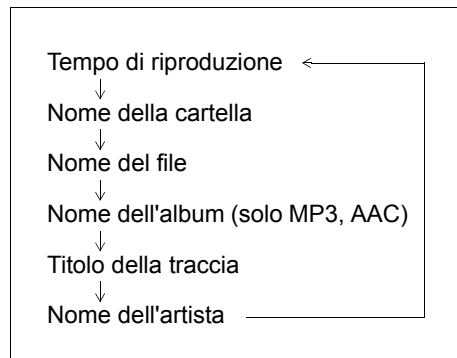 Tempo di riproduzione
Nome della cartella
Nome del file
Nome dell'album (solo MP3, AAC)
Titolo della traccia
Nome dell'artista